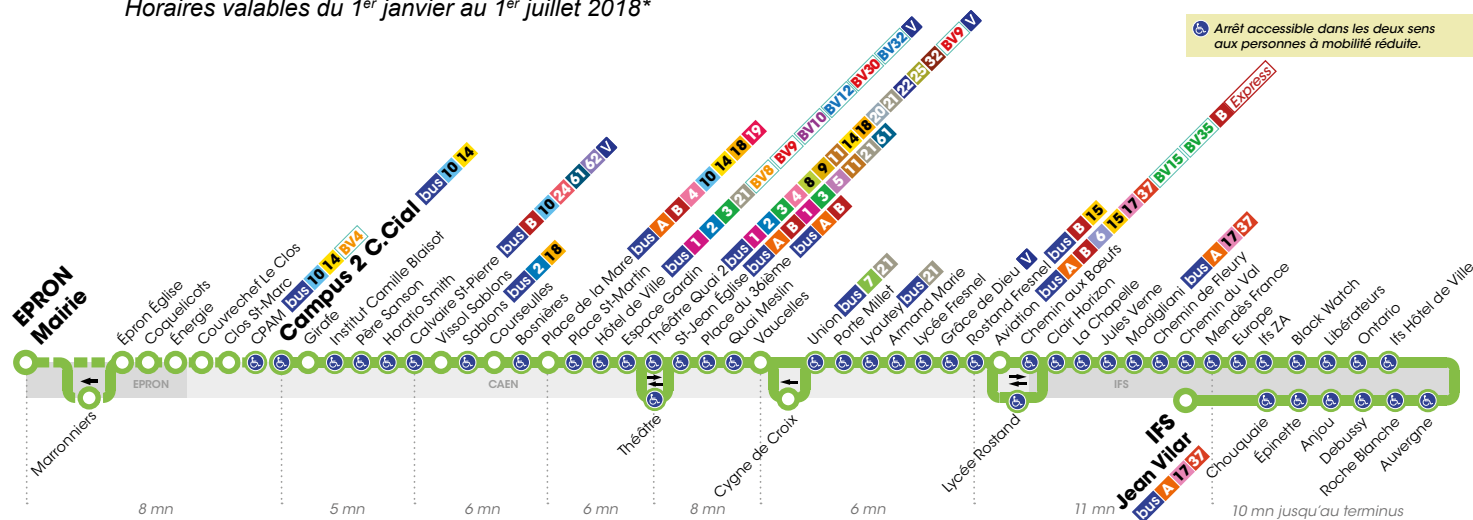 Horaires valables du 1er janvier au 1er juillet 2018*
Arrêt accessible dans les deux sens
aux personnes à mobilité réduite.
EPRON
Mairie
Marronniers
Épron Église
Coquelicots
Énergie
Couvrechef Le Clos
Clos St-Marc
CPAM bus 10 14 BV4
Campus 2 C.Cial bus 10 14
Girafe
Institut Camille Blaisot
Père Sanson
Horatio Smith
Calvaire St-Pierre bus B 10 24 61 62 V
Vissol Sablons
Sablons bus 2 18
Courseulles
Bosnières
Place de la Mare bus A B 4 10 14 18 19
Place St-Martin
Hôtel de Ville bus 1 2 3 21 BV8 BV9 BV10 BV12 BV30 BV32 V
Espace Garatin
Théâtre Quai 2 bus 1 2 3 4 8 9 11 14 18 20 21 22 25 32 BV9 V
St-Jean Église bus A B 1 3 5 11 21 61
Place du 36ième bus A B
Quai Meslin
Vaucelles
Théâtre
Cygne de Croix
Union bus 7 21
Porte Millet
Lyautey bus 21
Armand Marie
Lycée Fresnel
Grâce de Dieu V
Rostand Fresnel bus B 15
Aviation bus A B 6 15 17 37 BV15 BV35 B Express
Chemin aux Bœufs
Lycée Rostand
Clair Horizon
La Chapelle
Jules Verne
Modigliani bus A 17 37
Chemin de Fleury
Chemin du Val
Mendès France
Europe
Ifs ZA
Black Watch
Libérateurs
Ontario
Ifs Hôtel de Ville
EPRON
CAEN
IFS
Auvergne
Roche Blanche
Debussy
Anjou
Épinette
Chouquaie
IFS
Jean Vilar
bus A 17 37
8 mn
5 mn
6 mn
6 mn
8 mn
6 mn
11 mn
10 mn jusqu'au terminus